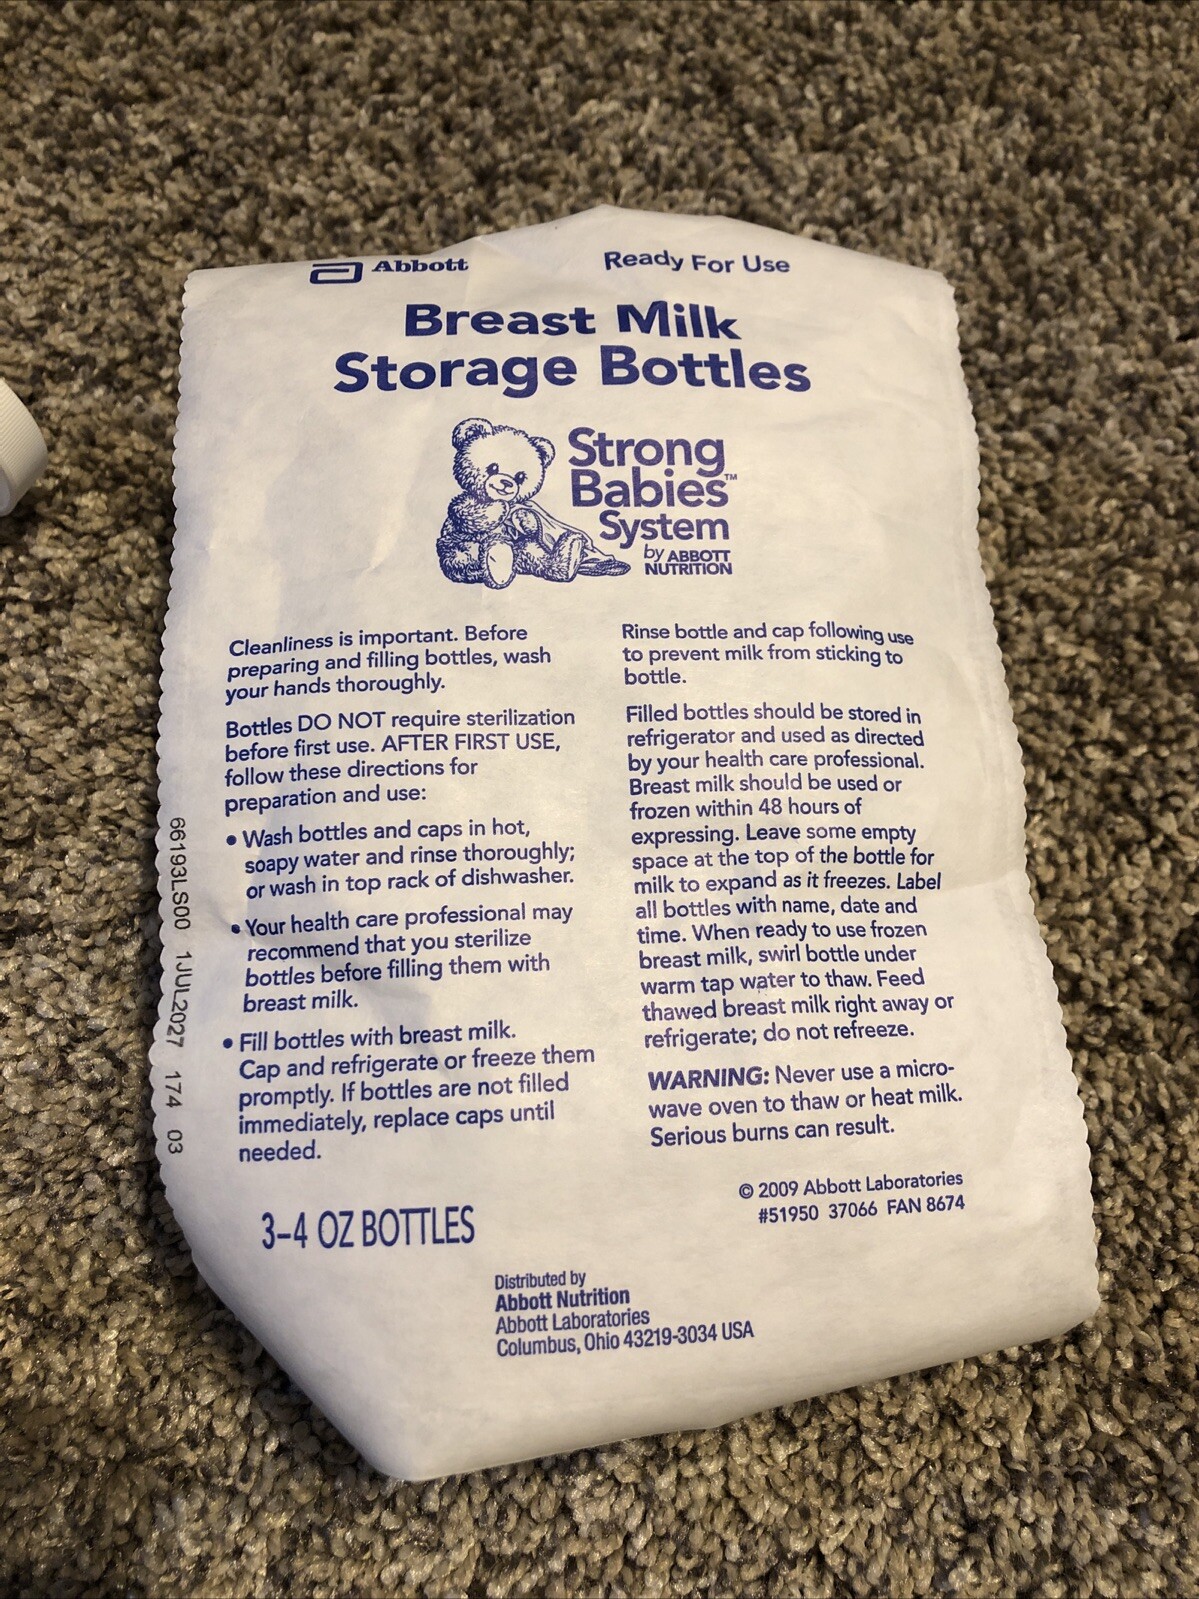 Abbott
Ready For Use
Breast Milk
Storage Bottles
Strong
Babies™
System
by ABBOTT
NUTRITION
Cleanliness is important. Before
preparing and filling bottles, wash
your hands thoroughly.
Bottles DO NOT require sterilization
before first use. AFTER FIRST USE,
follow these directions for
preparation and use:
• Wash bottles and caps in hot,
soapy water and rinse thoroughly;
or wash in top rack of dishwasher.
• Your health care professional may
recommend that you sterilize
bottles before filling them with
breast milk.
• Fill bottles with breast milk.
Cap and refrigerate or freeze them
promptly. If bottles are not filled
immediately, replace caps until
needed.
Rinse bottle and cap following use
to prevent milk from sticking to
bottle.
Filled bottles should be stored in
refrigerator and used as directed
by your health care professional.
Breast milk should be used or
frozen within 48 hours of
expressing. Leave some empty
space at the top of the bottle for
milk to expand as it freezes. Label
all bottles with name, date and
time. When ready to use frozen
breast milk, swirl bottle under
warm tap water to thaw. Feed
thawed breast milk right away or
refrigerate; do not refreeze.
WARNING: Never use a micro-
wave oven to thaw or heat milk.
Serious burns can result.
© 2009 Abbott Laboratories
#51950 37066 FAN 8674
3–4 OZ BOTTLES
Distributed by
Abbott Nutrition
Abbott Laboratories
Columbus, Ohio 43219-3034 USA
66193LS00 1JUL2027 174 03